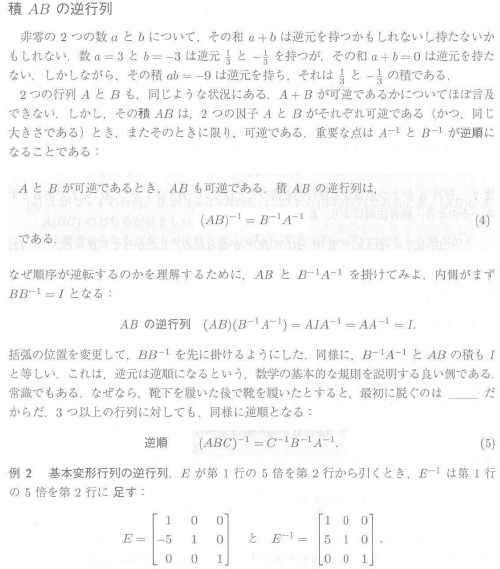 積 AB の逆行列
非零の 2 つの数 a と b について、その和 a + b は逆元を持つかもしれないし持たないか
もしれない．数 a = 3 と b = −3 は逆元 1/3 と −1/3 を持つが，その和 a + b = 0 は逆元を持た
ない．しかしながら，その積 ab = −9 は逆元を持ち，それは 1/3 と −1/3 の積である．
2つの行列 A と B も，同じような状況にある．A + B が可逆であるかについてほぼ言及
できない．しかし，その積 AB は，2 つの因子 A と B がそれぞれ可逆である（かつ，同じ
大きさである）とき，またそのときに限り，可逆である．重要な点は A⁻¹ と B⁻¹ が逆順に
なることである：
A と B が可逆であるとき，AB も可逆である．積 AB の逆行列は，
(AB)⁻¹ = B⁻¹A⁻¹ (4)
である．
なぜ順序が逆転するのかを理解するために，AB と B⁻¹A⁻¹ を掛けてみよ．内側がまず
BB⁻¹ = I となる：
AB の逆行列 (AB)(B⁻¹A⁻¹) = AIA⁻¹ = AA⁻¹ = I.
括弧の位置を変更して，BB⁻¹ を先に掛けるようにした．同様に，B⁻¹A⁻¹ と AB の積も I
と等しい．これは，逆元は逆順になるという，数学の基本的な規則を説明する良い例である．
常識でもある．なぜなら，靴下を履いた後で靴を履いたとすると，最初に脱ぐのは ____ だ
からだ．3 つ以上の行列に対しても，同様に逆順となる：
逆順 (ABC)⁻¹ = C⁻¹B⁻¹A⁻¹. (5)
例 2 基本変形行列の逆行列．E が第 1 行の 5 倍を第 2 行から引くとき，E⁻¹ は第 1 行
の 5 倍を第 2 行に 足す：
1 0 0 1 0 0
E = −5 1 0 と E⁻¹ = 5 1 0 .
0 0 1 0 0 1